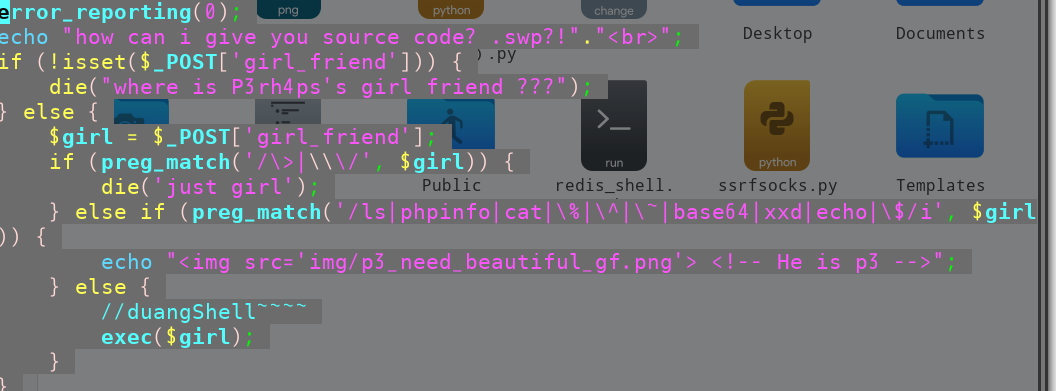 error_reporting(0);
png
python
change
echo "how can i give you source code? .swp?!"."<br>";
Desktop
Documents
if (!isset($_POST['girl_friend'])) {
).py
die("where is P3rh4ps's girl friend ???");
} else {
$girl = $_POST['girl_friend'];
if (preg_match('/\>|\\\/', $girl)) {
run
python
die('just girl');
Public
redis_shell.
ssrfsocks.py
Templates
} else if (preg_match('/ls|phpinfo|cat|\%|\^|\~|base64|xxd|echo|\$/i', $girl
)) {
echo "<img src='img/p3_need_beautiful_gf.png'> <!-- He is p3 -->";
} else {
//duangShell~~~~
exec($girl);
}
}